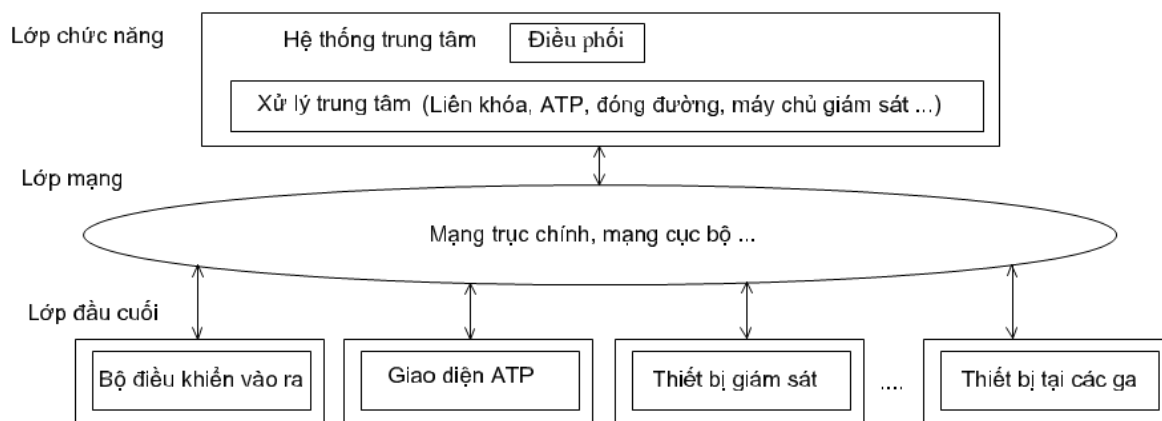 Lớp chức năng
Hệ thống trung tâm
Điều phối
Xử lý trung tâm (Liên khóa, ATP, đóng đường, máy chủ giám sát ...)
Lớp mạng
Mạng trục chính, mạng cục bộ ...
Lớp đầu cuối
Bộ điều khiển vào ra
Giao diện ATP
Thiết bị giám sát
....
Thiết bị tại các ga